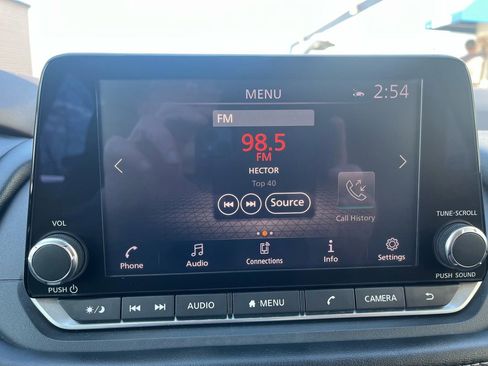 MENU
2:54
FM
98.5
FM
HECTOR
Top 40
Source
Call History
VOL
TUNE·SCROLL
Phone
Audio
Connections
Info
Settings
PUSH
PUSH SOUND
AUDIO
MENU
CAMERA